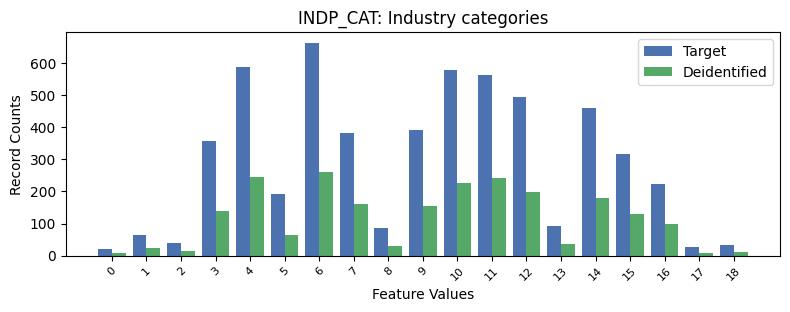 INDP_CAT: Industry categories
Target
Deidentified
Record Counts
600
500
400
300
200
100
0
0 1 2 3 4 5 6 7 8 9 10 11 12 13 14 15 16 17 18
Feature Values